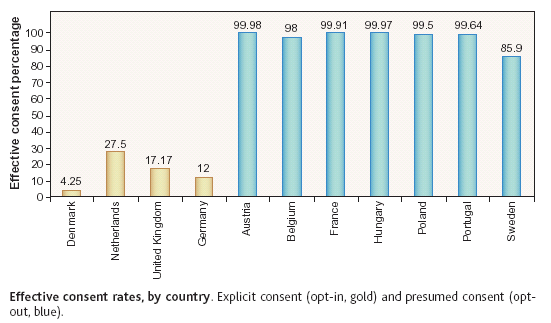 99.98
98
99.91
99.97
99.5
99.64
85.9
27.5
17.17
12
4.25
Effective consent percentage
100
90
80
70
60
50
40
30
20
10
0
Denmark
Netherlands
United Kingdom
Germany
Austria
Belgium
France
Hungary
Poland
Portugal
Sweden
Effective consent rates, by country. Explicit consent (opt-in, gold) and presumed consent (opt-
out, blue).